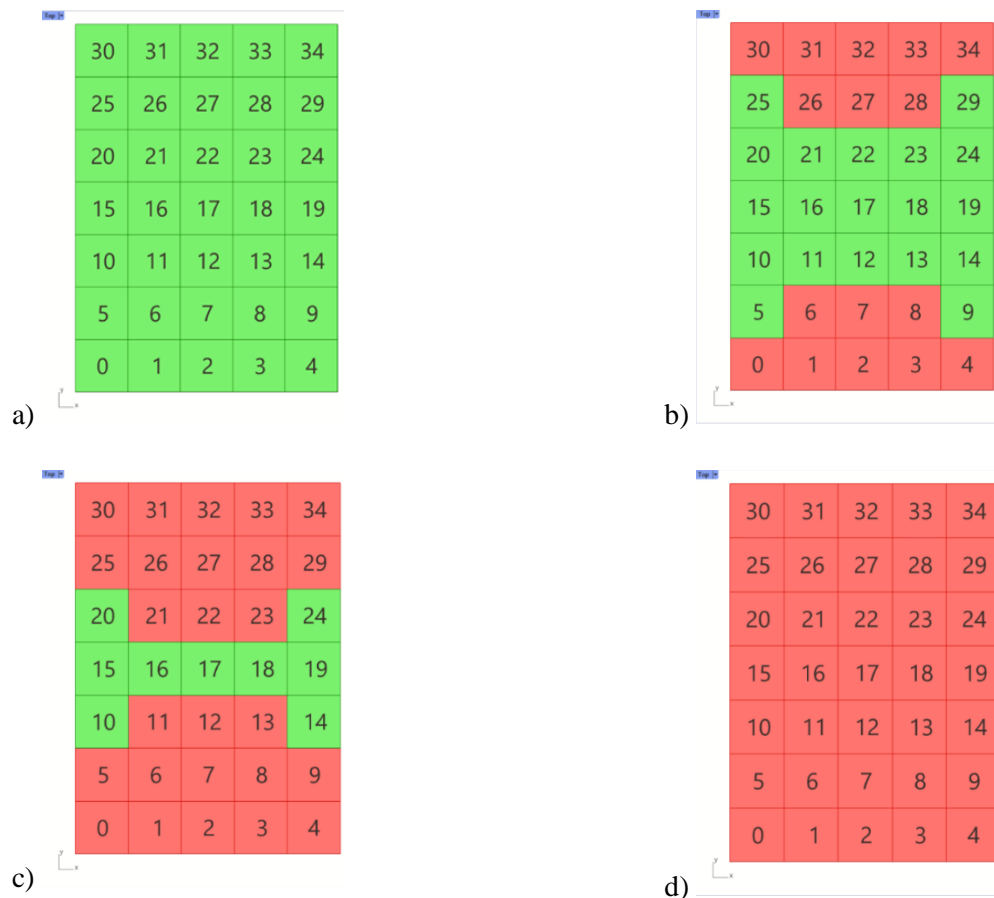 Top
30 31 32 33 34
25 26 27 28 29
20 21 22 23 24
15 16 17 18 19
10 11 12 13 14
5 6 7 8 9
0 1 2 3 4
y
x
a)
Top
30 31 32 33 34
25 26 27 28 29
20 21 22 23 24
15 16 17 18 19
10 11 12 13 14
5 6 7 8 9
0 1 2 3 4
y
x
b)
Top
30 31 32 33 34
25 26 27 28 29
20 21 22 23 24
15 16 17 18 19
10 11 12 13 14
5 6 7 8 9
0 1 2 3 4
y
x
c)
Top
30 31 32 33 34
25 26 27 28 29
20 21 22 23 24
15 16 17 18 19
10 11 12 13 14
5 6 7 8 9
0 1 2 3 4
y
x
d)